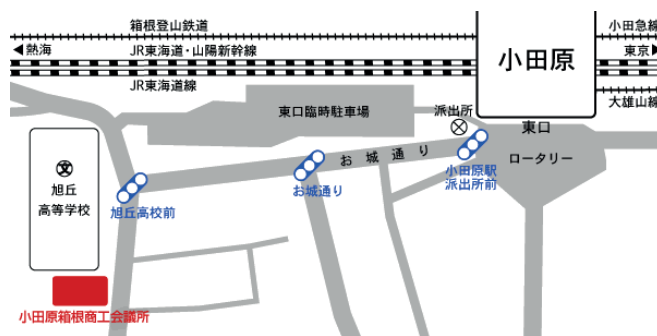 箱根登山鉄道
小田急線
◀熱海
JR東海道・山陽新幹線
東京▶
小田原
JR東海道線
大雄山線
東口臨時駐車場
派出所
東口
ロータリー
お城通り
小田原駅
派出所前
文
旭丘
高等学校
旭丘高校前
お城通り
小田原箱根商工会議所